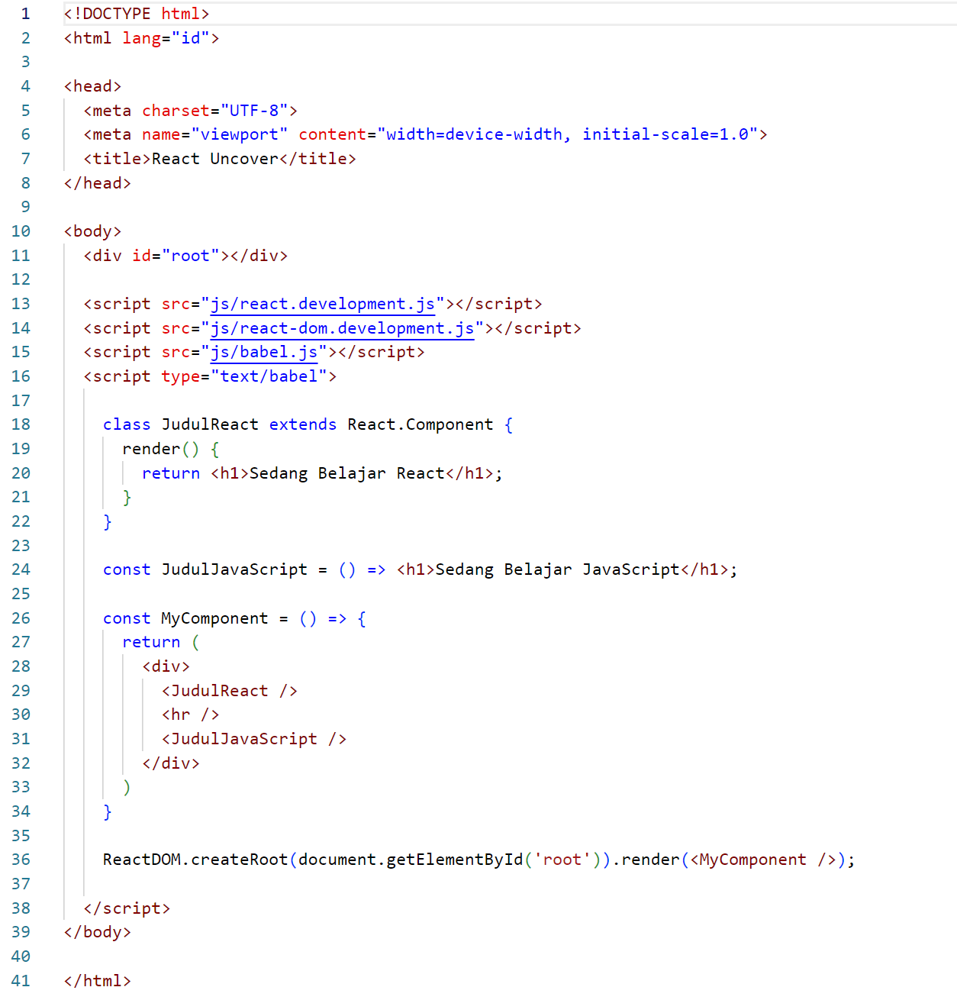 1 <!DOCTYPE html>
2 <html lang="id">
3
4 <head>
5   <meta charset="UTF-8">
6   <meta name="viewport" content="width=device-width, initial-scale=1.0">
7   <title>React Uncover</title>
8 </head>
9
10 <body>
11   <div id="root"></div>
12
13   <script src="js/react.development.js"></script>
14   <script src="js/react-dom.development.js"></script>
15   <script src="js/babel.js"></script>
16   <script type="text/babel">
17
18     class JudulReact extends React.Component {
19       render() {
20         return <h1>Sedang Belajar React</h1>;
21       }
22     }
23
24     const JudulJavaScript = () => <h1>Sedang Belajar JavaScript</h1>;
25
26     const MyComponent = () => {
27       return (
28         <div>
29           <JudulReact />
30           <hr />
31           <JudulJavaScript />
32         </div>
33       )
34     }
35
36     ReactDOM.createRoot(document.getElementById('root')).render(<MyComponent />);
37
38   </script>
39 </body>
40
41 </html>